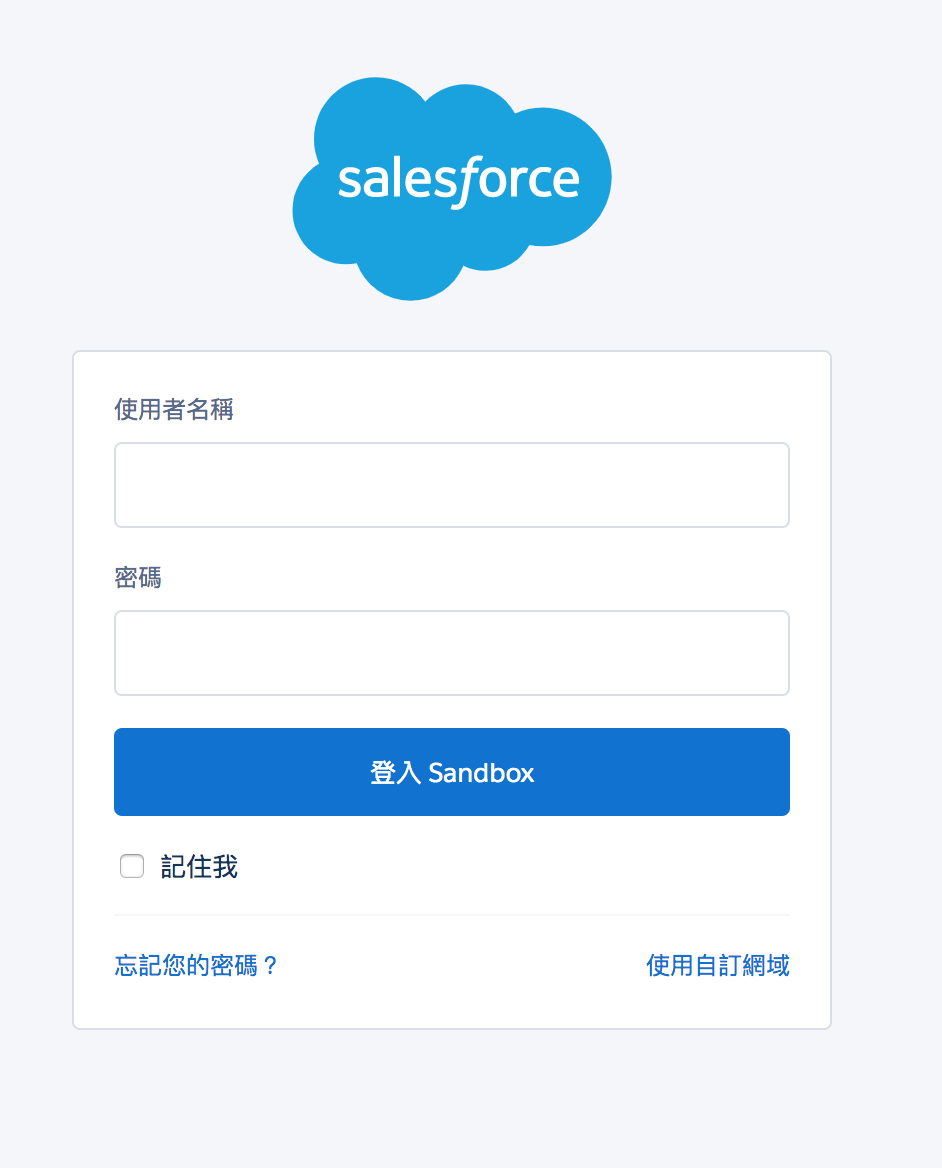 salesforce
使用者名稱
密碼
登入 Sandbox
記住我
忘記您的密碼？
使用自訂網域